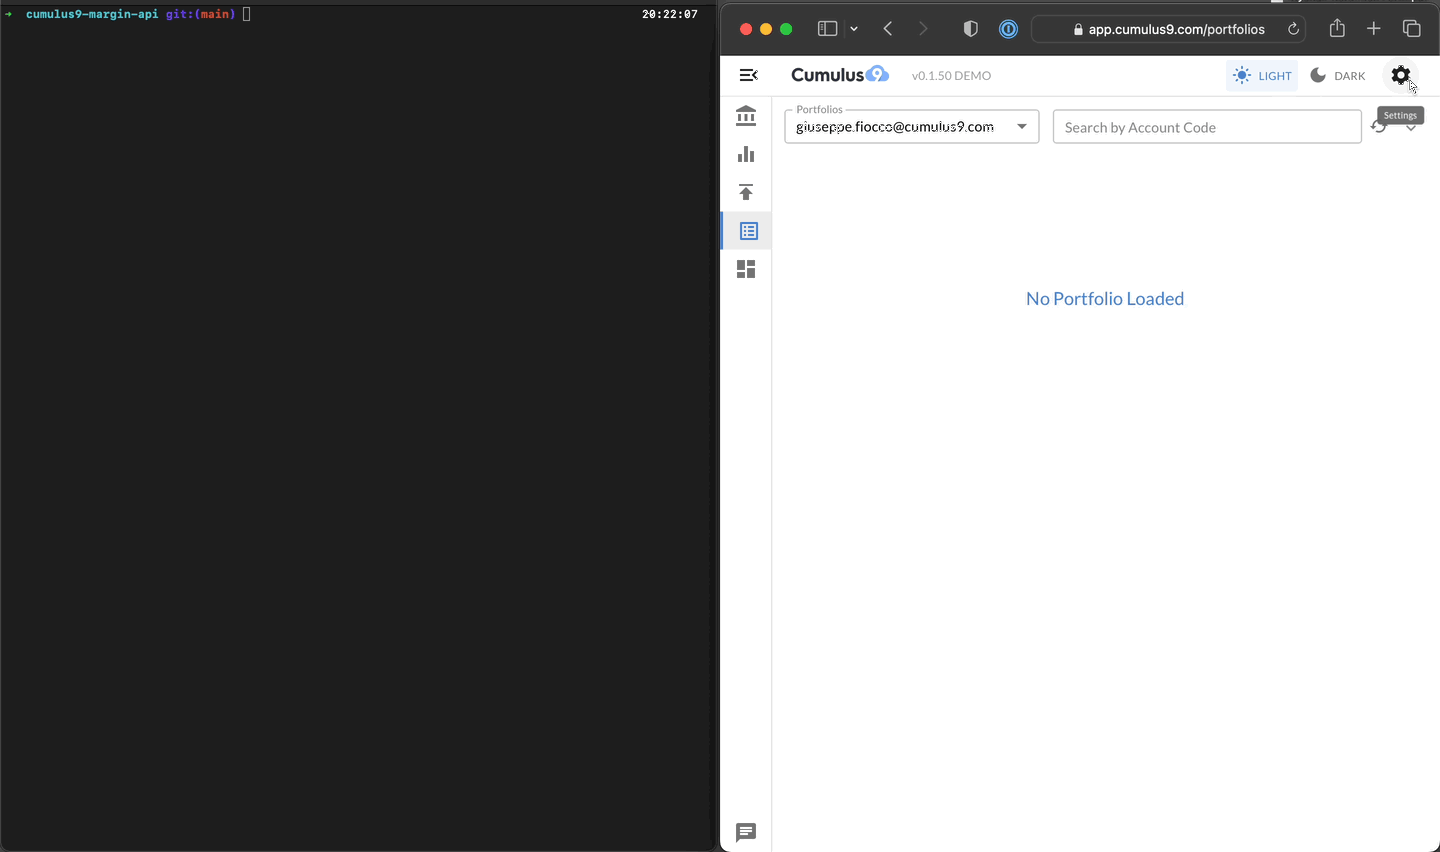 → cumulus9-margin-api git:(main)
20:22:07
app.cumulus9.com/portfolios
Cumulus9
v0.1.50 DEMO
LIGHT
DARK
Settings
Portfolios
giuseppe.fiocco@cumulus9.com
Search by Account Code
No Portfolio Loaded